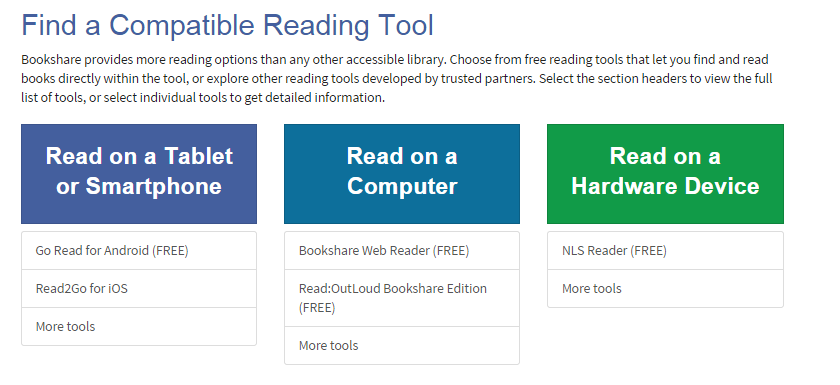 Find a Compatible Reading Tool
Bookshare provides more reading options than any other accessible library. Choose from free reading tools that let you find and read
books directly within the tool, or explore other reading tools developed by trusted partners. Select the section headers to view the full
list of tools, or select individual tools to get detailed information.
Read on a Tablet
or Smartphone
Go Read for Android (FREE)
Read2Go for iOS
More tools
Read on a
Computer
Bookshare Web Reader (FREE)
Read:OutLoud Bookshare Edition
(FREE)
More tools
Read on a
Hardware Device
NLS Reader (FREE)
More tools